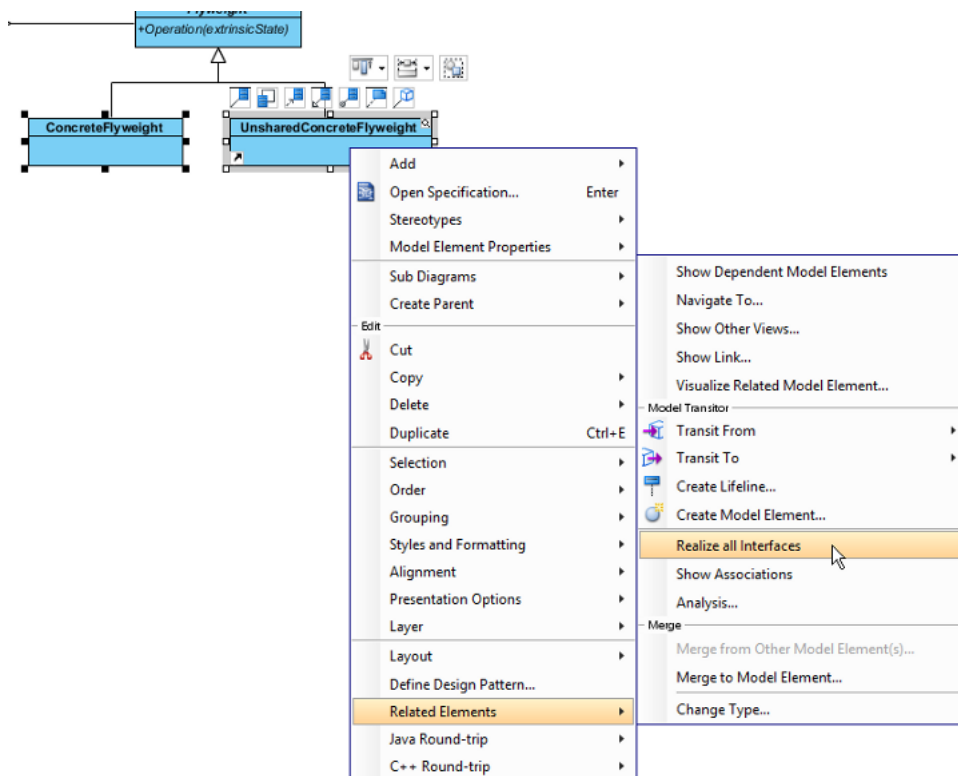 Flyweight
+Operation(extrinsicState)
ConcreteFlyweight
UnsharedConcreteFlyweight
Add
Open Specification... Enter
Stereotypes
Model Element Properties
Sub Diagrams
Create Parent
Edit
Cut
Copy
Delete
Duplicate Ctrl+E
Selection
Order
Grouping
Styles and Formatting
Alignment
Presentation Options
Layer
Layout
Define Design Pattern...
Related Elements
Java Round-trip
C++ Round-trip
Show Dependent Model Elements
Navigate To...
Show Other Views...
Show Link...
Visualize Related Model Element...
Model Transitor
Transit From
Transit To
Create Lifeline...
Create Model Element...
Realize all Interfaces
Show Associations
Analysis...
Merge
Merge from Other Model Element(s)...
Merge to Model Element...
Change Type...